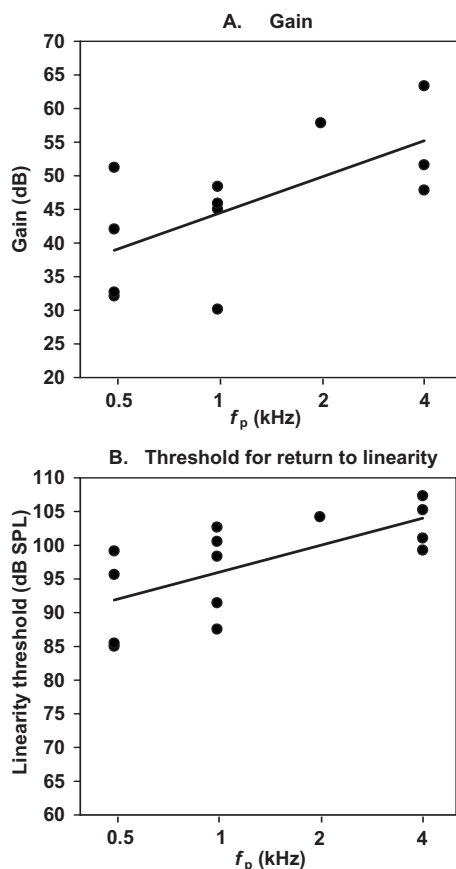 A. Gain
70
65
60
55
50
45
40
35
30
25
20
Gain (dB)
0.5 1 2 4
fp (kHz)
B. Threshold for return to linearity
110
105
100
95
90
85
80
75
70
65
60
Linearity threshold (dB SPL)
0.5 1 2 4
fp (kHz)